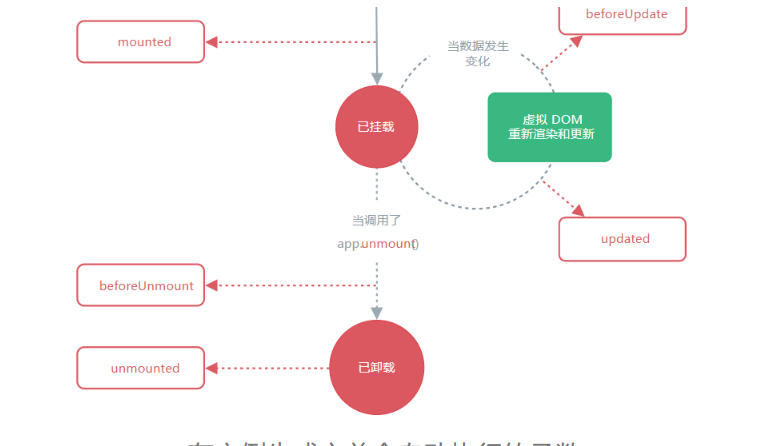 beforeUpdate
mounted
当数据发生
变化
已挂载
虚拟 DOM
重新渲染和更新
当调用了
app.unmount()
updated
beforeUnmount
已卸载
unmounted